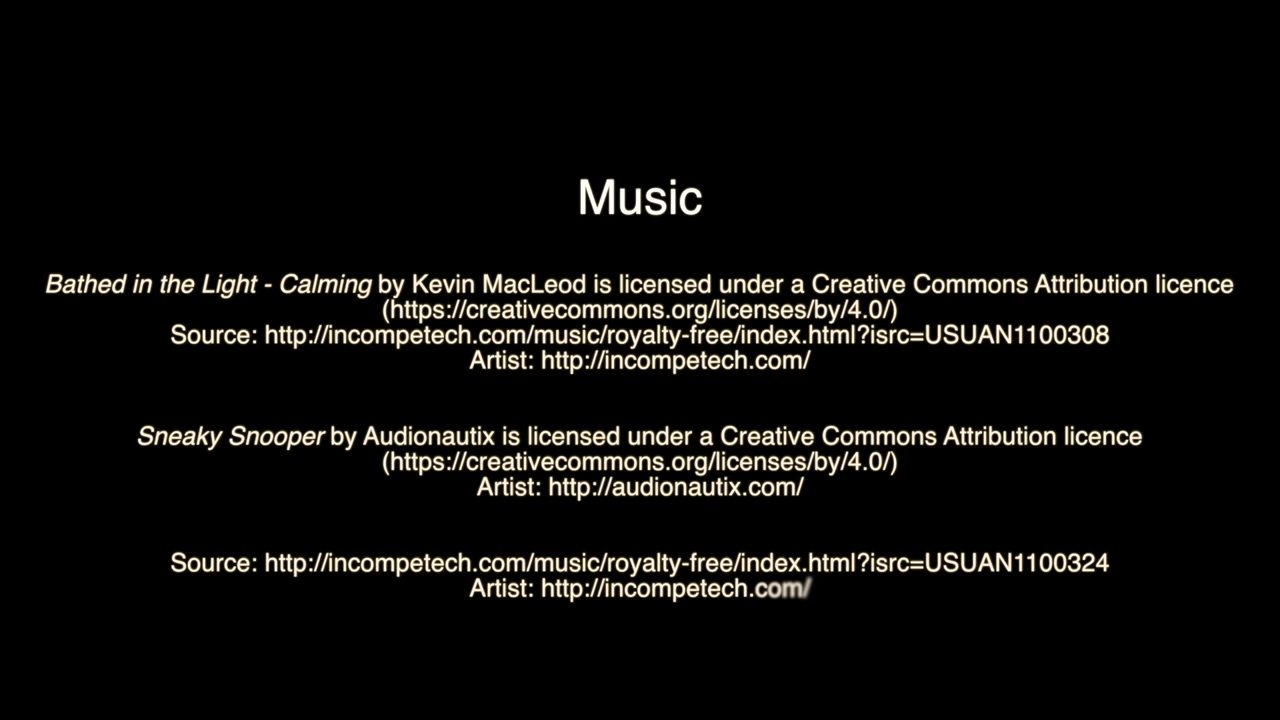 Music
Bathed in the Light - Calming by Kevin MacLeod is licensed under a Creative Commons Attribution licence
(https://creativecommons.org/licenses/by/4.0/)
Source: http://incompetech.com/music/royalty-free/index.html?isrc=USUAN1100308
Artist: http://incompetech.com/
Sneaky Snooper by Audionautix is licensed under a Creative Commons Attribution licence
(https://creativecommons.org/licenses/by/4.0/)
Artist: http://audionautix.com/
Source: http://incompetech.com/music/royalty-free/index.html?isrc=USUAN1100324
Artist: http://incompetech.com/